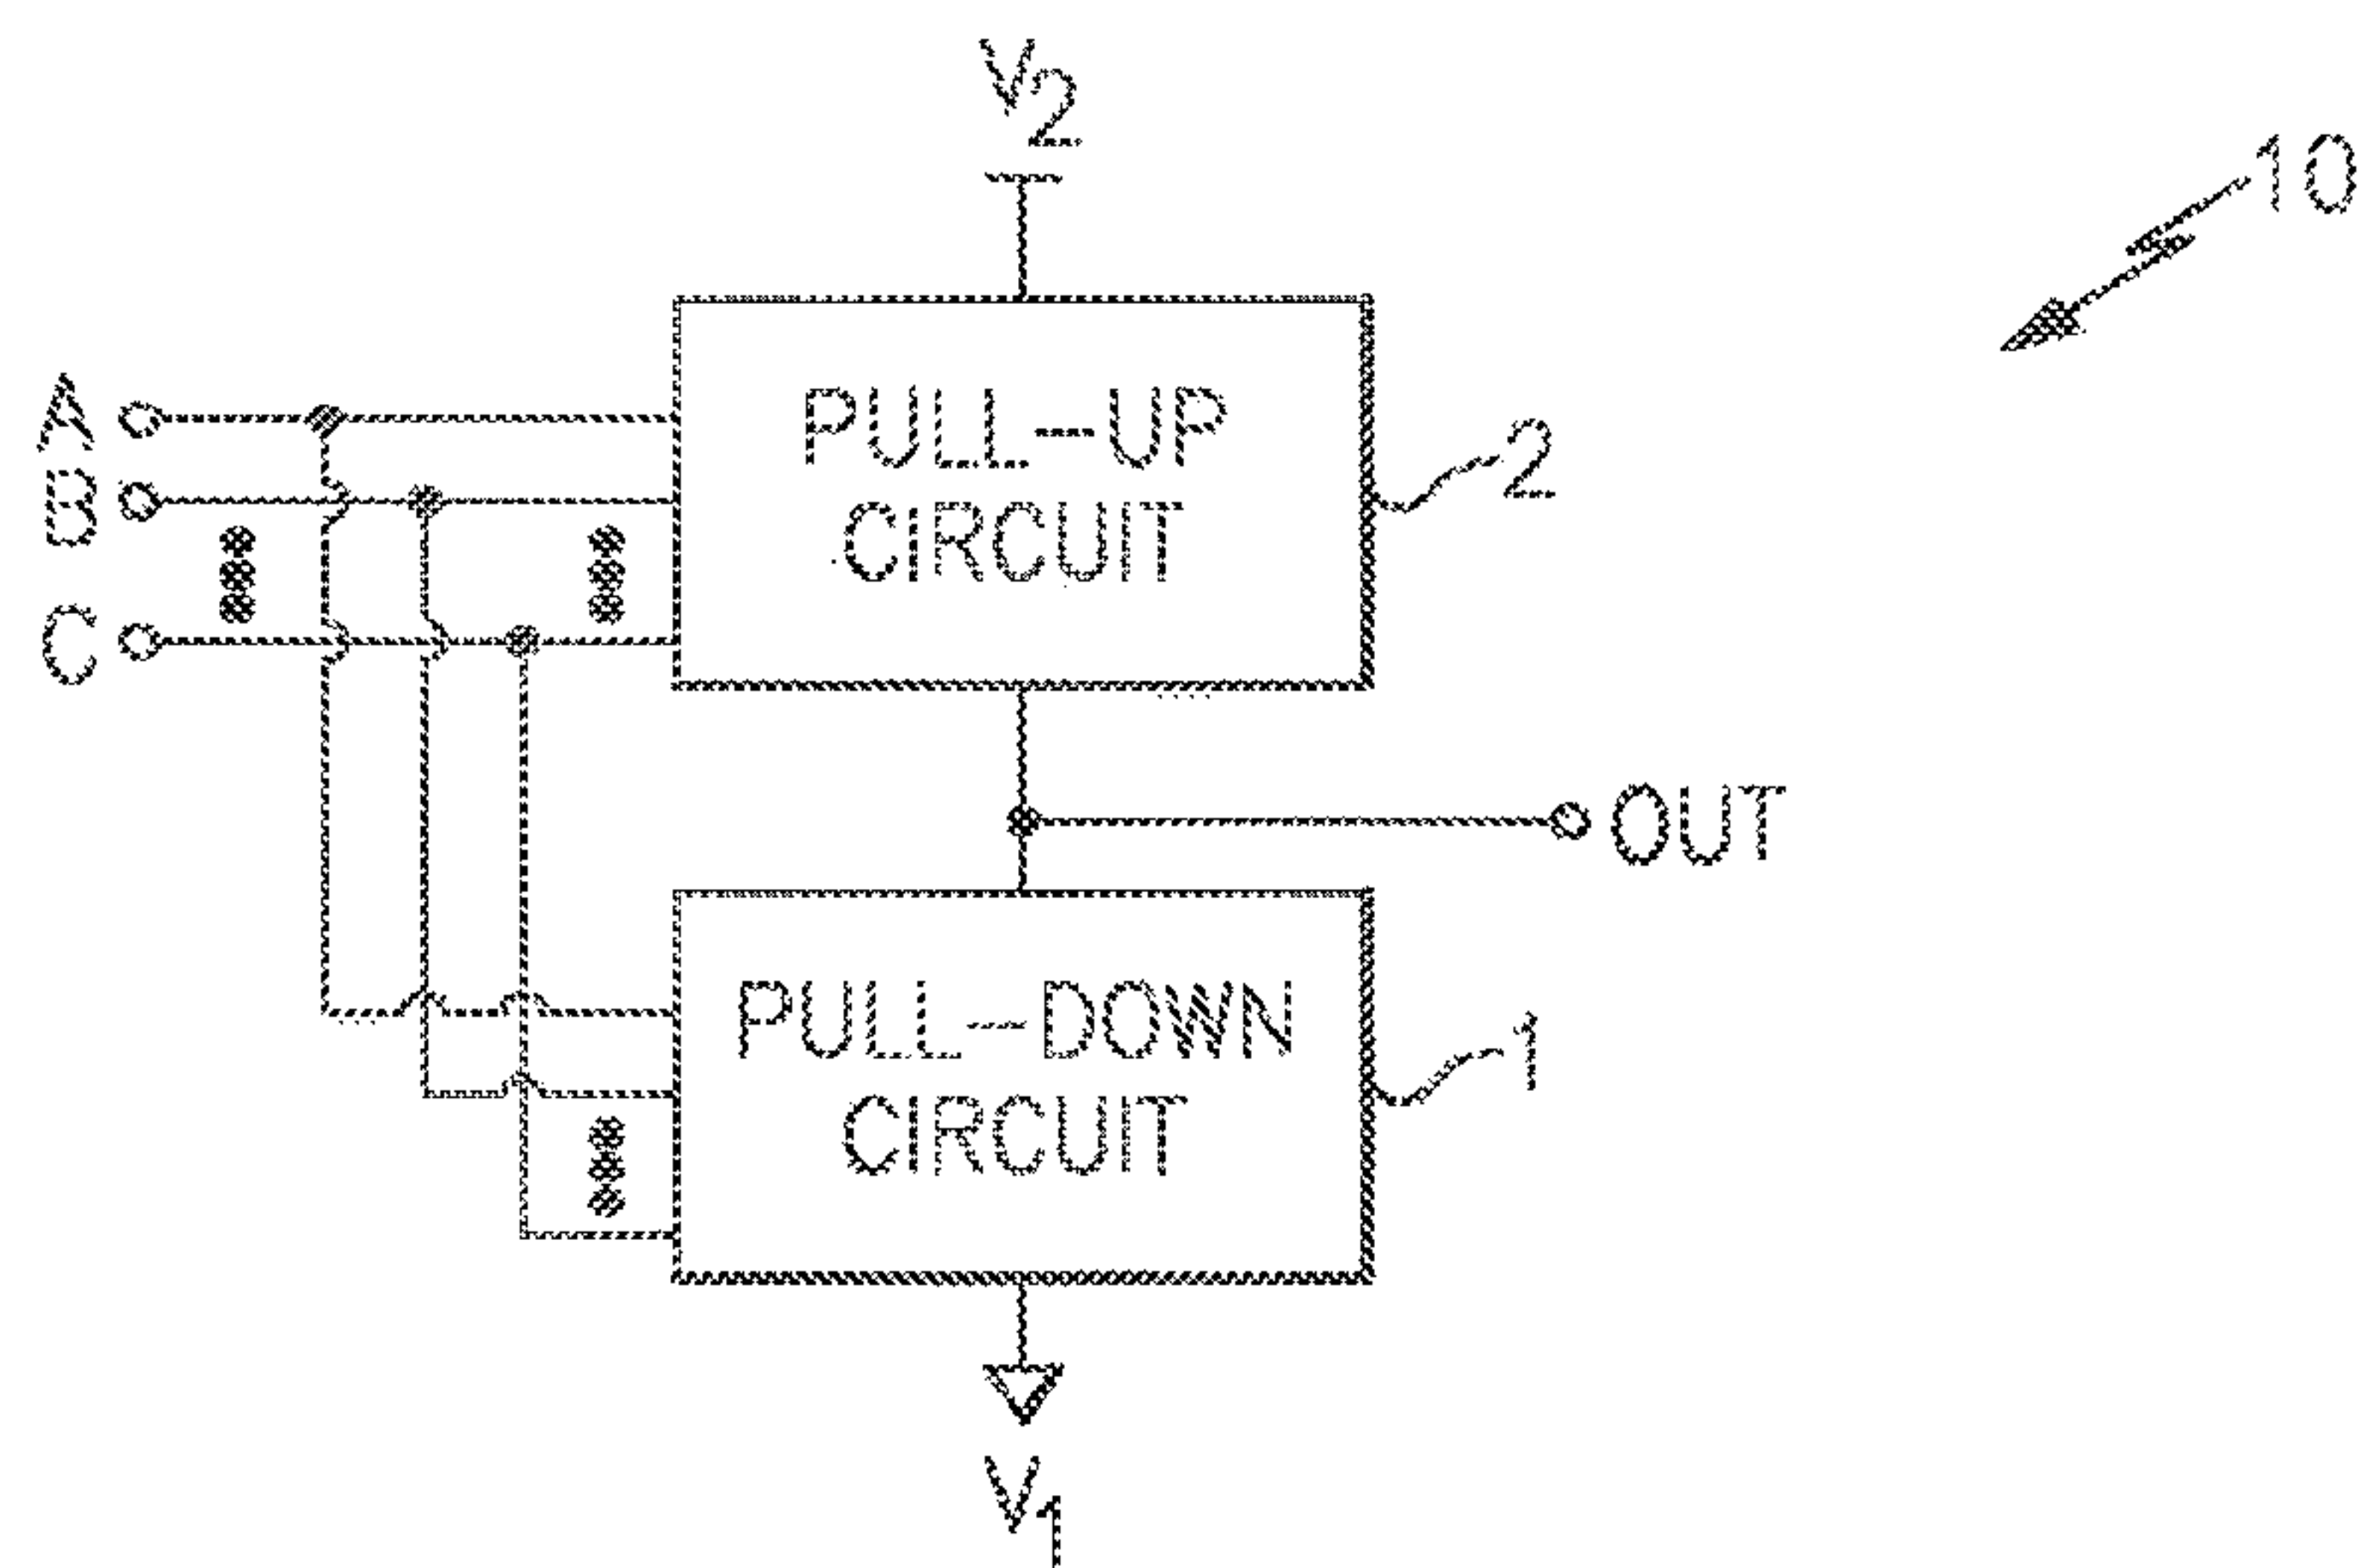 V2
10
A
B
C
PULL-UP
CIRCUIT
2
OUT
PULL-DOWN
CIRCUIT
1
V1